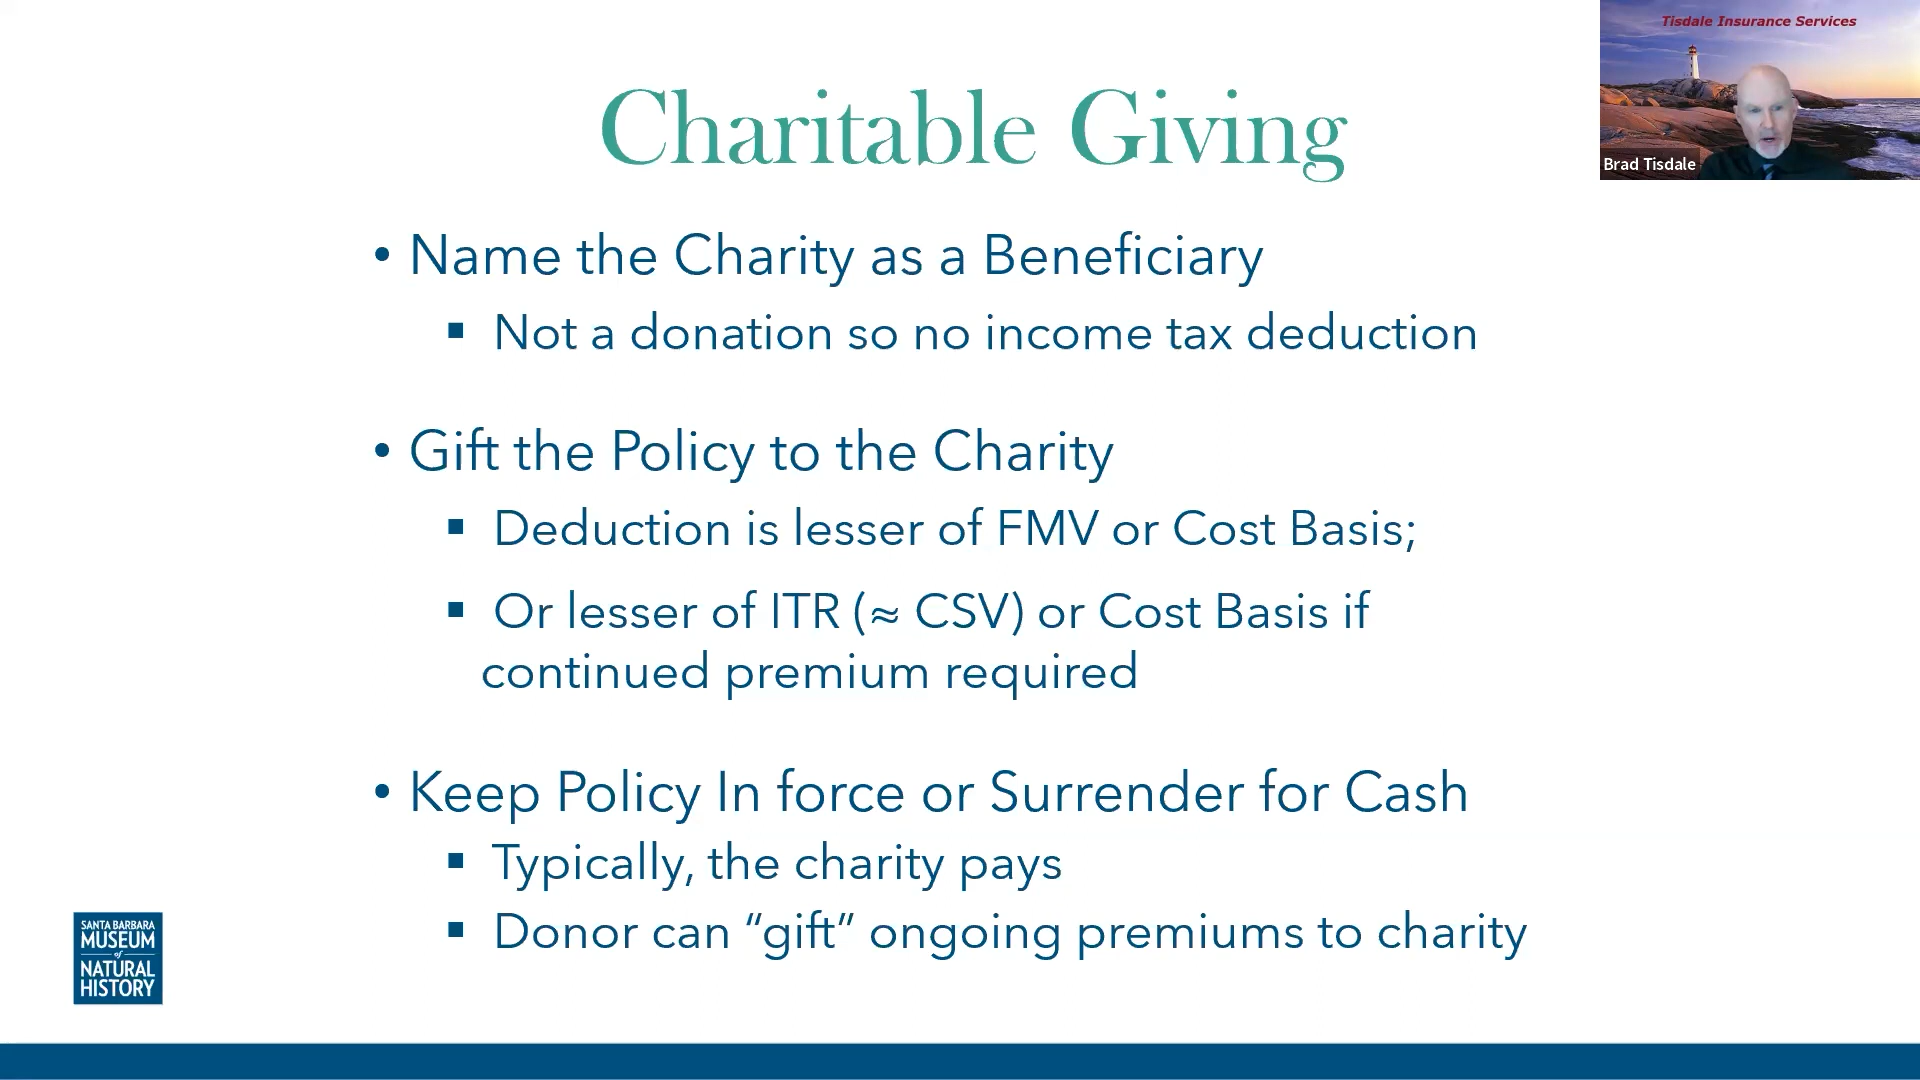 Tisdale Insurance Services
Brad Tisdale
Charitable Giving
• Name the Charity as a Beneficiary
▪ Not a donation so no income tax deduction
• Gift the Policy to the Charity
▪ Deduction is lesser of FMV or Cost Basis;
▪ Or lesser of ITR (≈ CSV) or Cost Basis if
continued premium required
• Keep Policy In force or Surrender for Cash
▪ Typically, the charity pays
▪ Donor can “gift” ongoing premiums to charity
SANTA BARBARA
MUSEUM
of
NATURAL
HISTORY